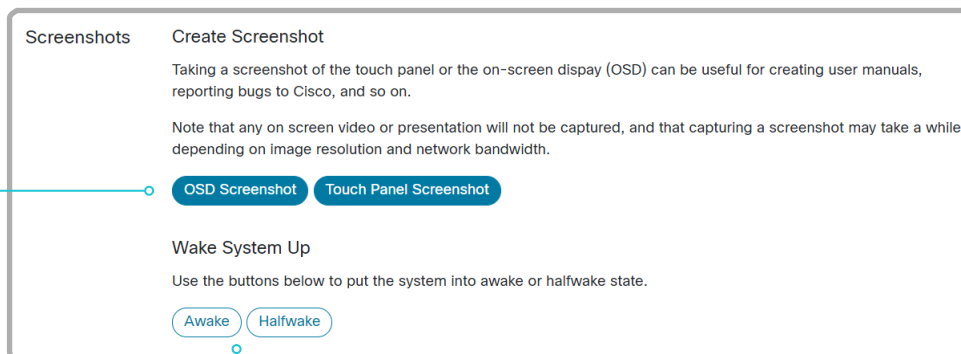 Screenshots
Create Screenshot
Taking a screenshot of the touch panel or the on-screen dispay (OSD) can be useful for creating user manuals,
reporting bugs to Cisco, and so on.
Note that any on screen video or presentation will not be captured, and that capturing a screenshot may take a while
depending on image resolution and network bandwidth.
OSD Screenshot
Touch Panel Screenshot
Wake System Up
Use the buttons below to put the system into awake or halfwake state.
Awake
Halfwake